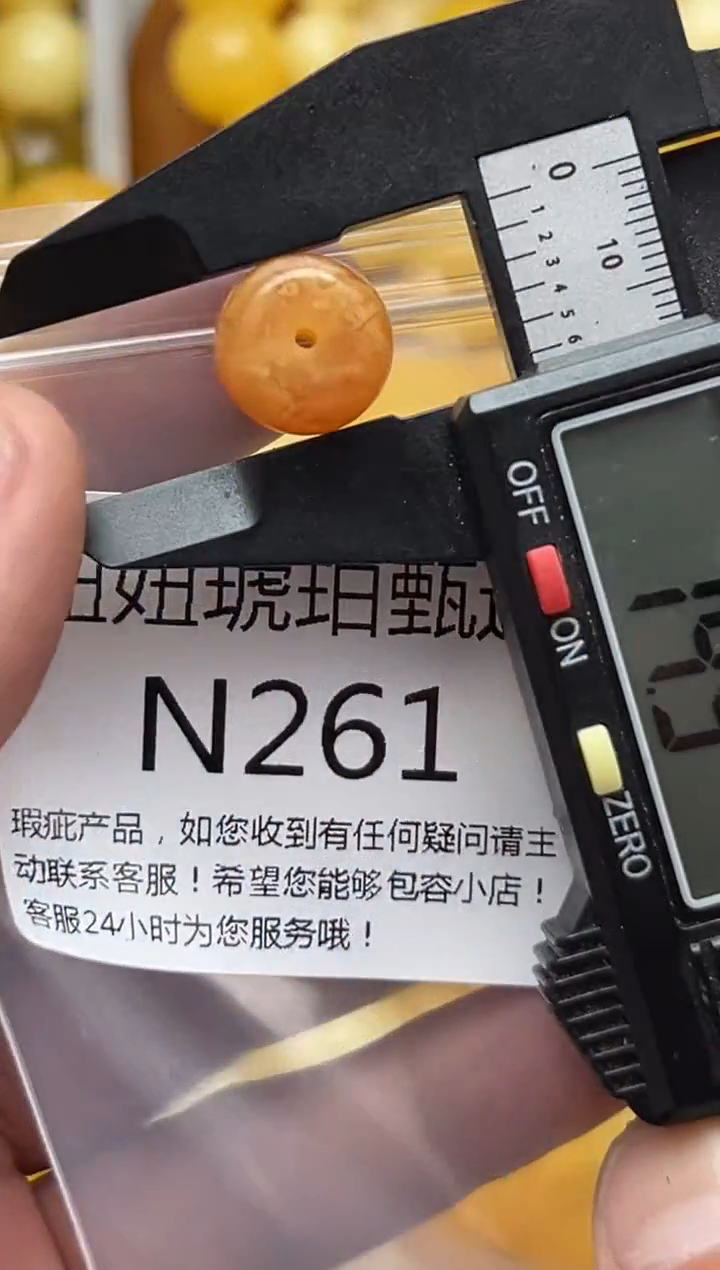 0
1
2
3
4
5
6
10
OFF
ON
ZERO
妞琥珀甄选
N261
瑕疵产品，如您收到有任何疑问请主
动联系客服！希望您能够包容小店！
客服24小时为您服务哦！